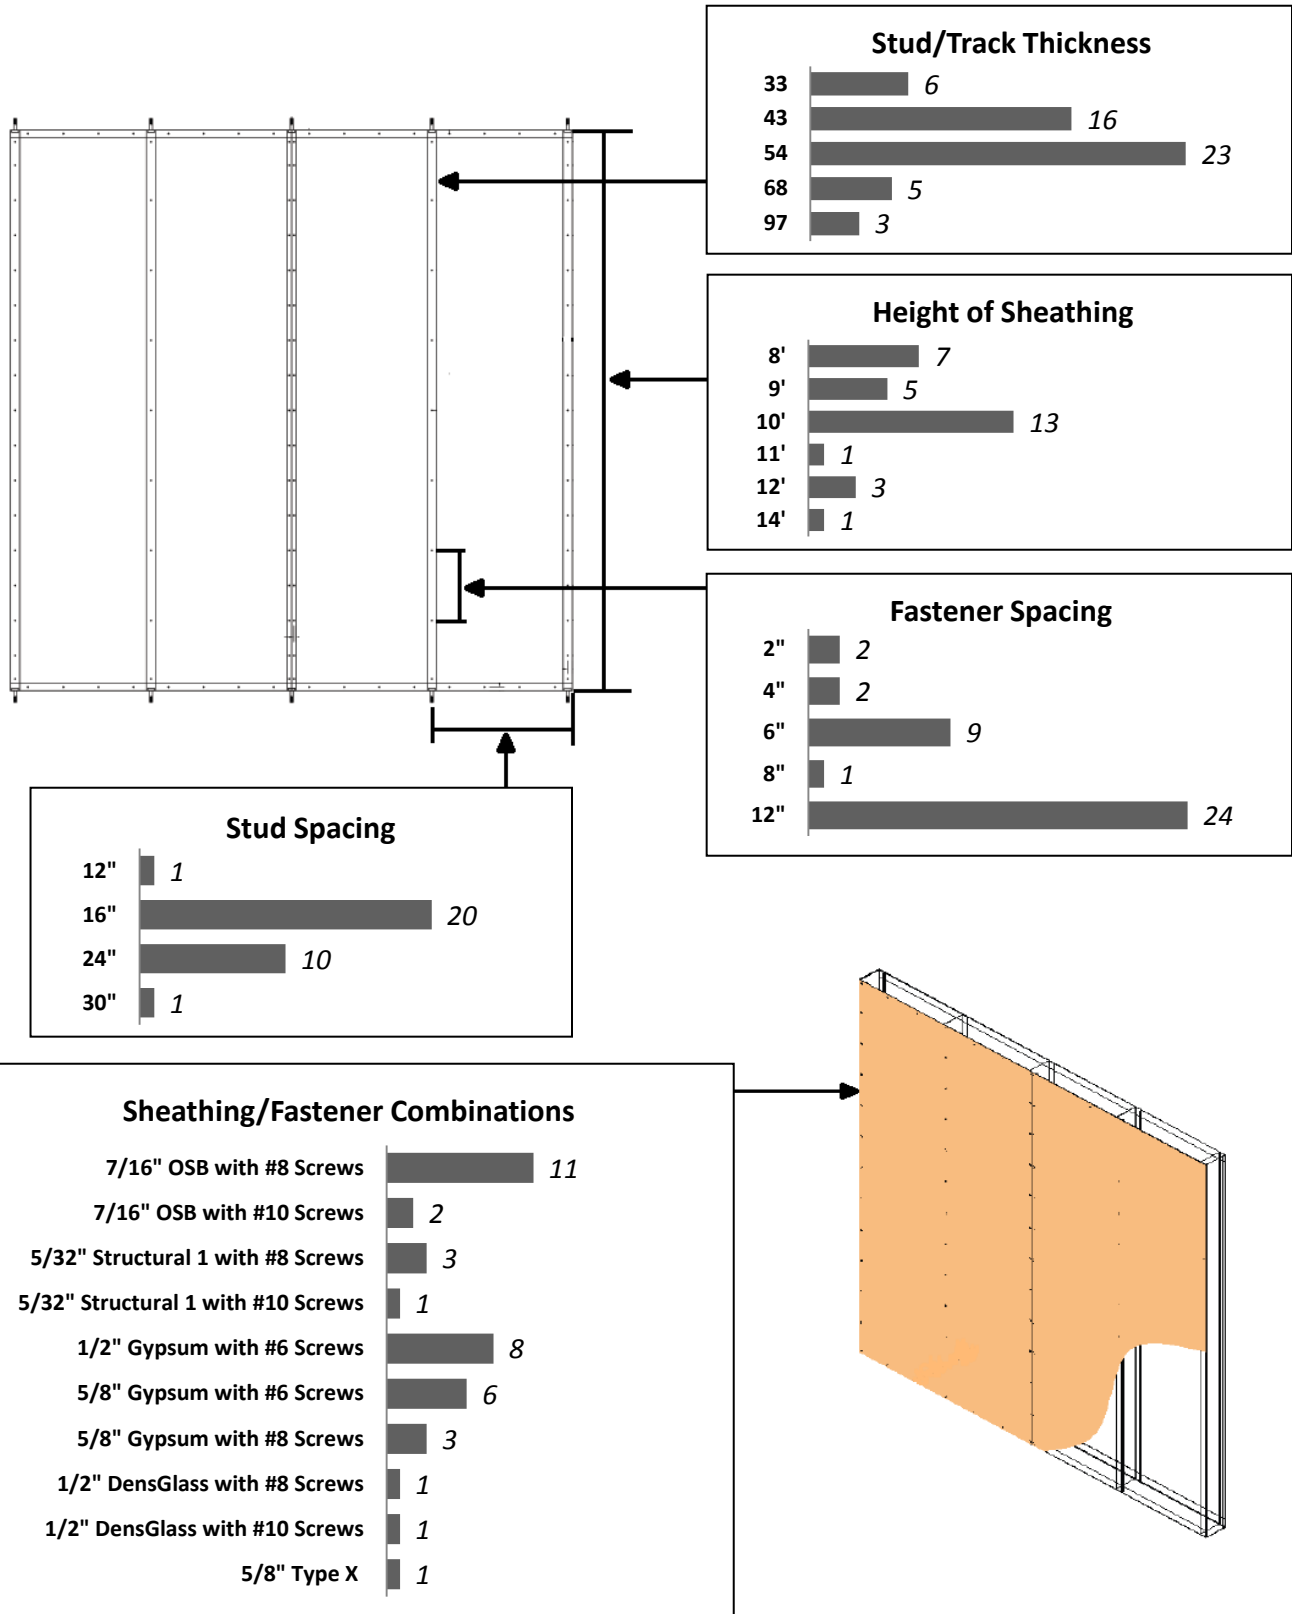 Stud/Track Thickness
33 6
43 16
54 23
68 5
97 3
Height of Sheathing
8' 7
9' 5
10' 13
11' 1
12' 3
14' 1
Fastener Spacing
2" 2
4" 2
6" 9
8" 1
12" 24
Stud Spacing
12" 1
16" 20
24" 10
30" 1
Sheathing/Fastener Combinations
7/16" OSB with #8 Screws 11
7/16" OSB with #10 Screws 2
5/32" Structural 1 with #8 Screws 3
5/32" Structural 1 with #10 Screws 1
1/2" Gypsum with #6 Screws 8
5/8" Gypsum with #6 Screws 6
5/8" Gypsum with #8 Screws 3
1/2" DensGlass with #8 Screws 1
1/2" DensGlass with #10 Screws 1
5/8" Type X 1